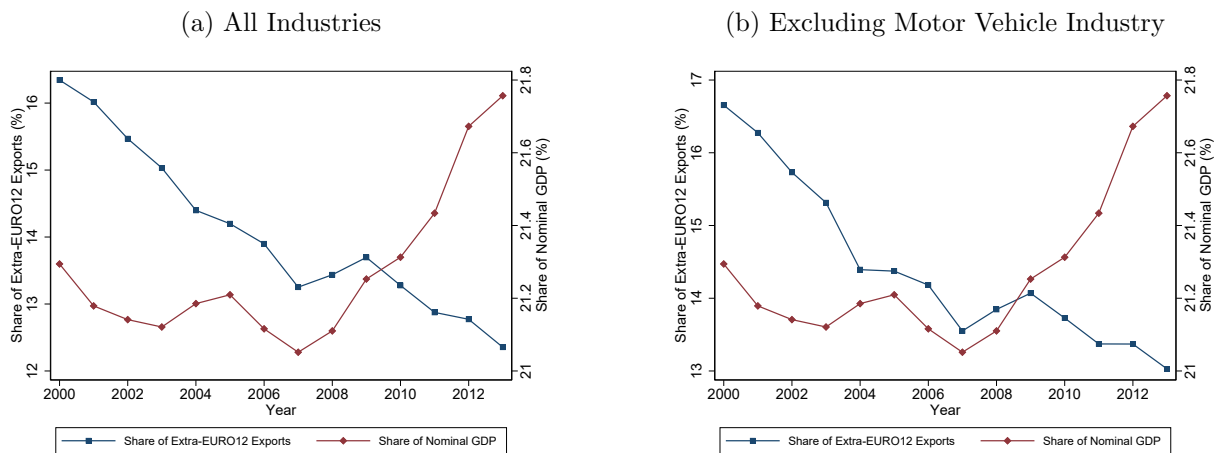 (a) All Industries
Share of Extra-EURO12 Exports (%)
16
15
14
13
12
21.8
21.6
21.4
21.2
21
Share of Nominal GDP (%)
2000 2002 2004 2006 2008 2010 2012
Year
Share of Extra-EURO12 Exports Share of Nominal GDP
(b) Excluding Motor Vehicle Industry
Share of Extra-EURO12 Exports (%)
17
16
15
14
13
21.8
21.6
21.4
21.2
21
Share of Nominal GDP (%)
2000 2002 2004 2006 2008 2010 2012
Year
Share of Extra-EURO12 Exports Share of Nominal GDP